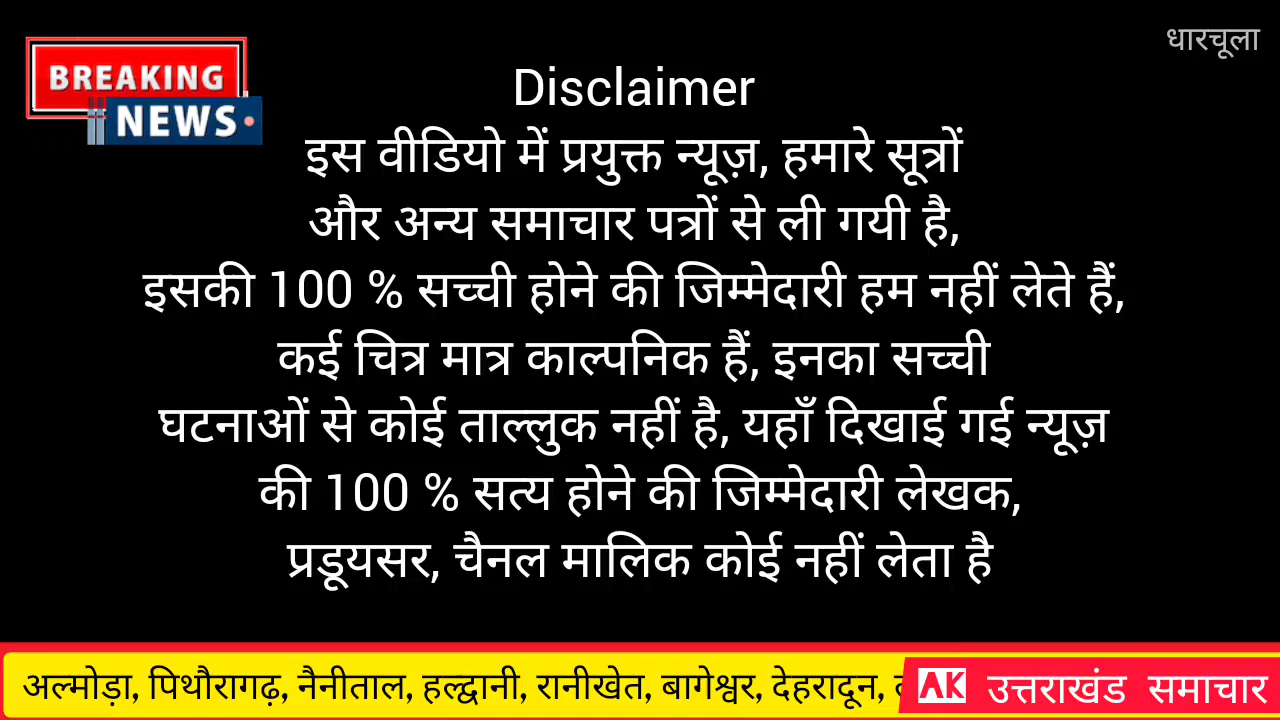 धारचूला
BREAKING
NEWS
Disclaimer
इस वीडियो में प्रयुक्त न्यूज़, हमारे सूत्रों
और अन्य समाचार पत्रों से ली गयी है,
इसकी 100 % सच्ची होने की जिम्मेदारी हम नहीं लेते हैं,
कई चित्र मात्र काल्पनिक हैं, इनका सच्ची
घटनाओं से कोई ताल्लुक नहीं है, यहाँ दिखाई गई न्यूज़
की 100 % सत्य होने की जिम्मेदारी लेखक,
प्रडूयसर, चैनल मालिक कोई नहीं लेता है
अल्मोड़ा, पिथौरागढ़, नैनीताल, हल्द्वानी, रानीखेत, बागेश्वर, देहरादून,
AK उत्तराखंड समाचार